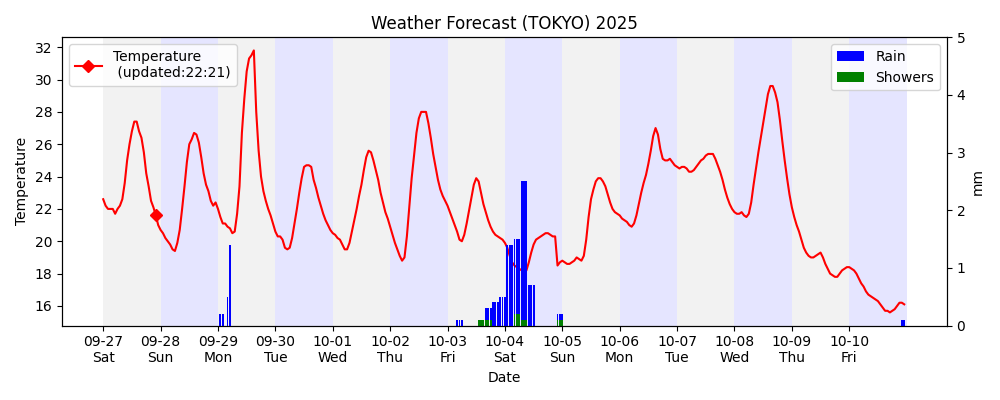 Weather Forecast (TOKYO) 2025
Temperature
(updated:22:21)
Rain
Showers
Temperature
32
30
28
26
24
22
20
18
16
5
4
3
2
1
0
mm
09-27 09-28 09-29 09-30 10-01 10-02 10-03 10-04 10-05 10-06 10-07 10-08 10-09 10-10
Sat Sun Mon Tue Wed Thu Fri Sat Sun Mon Tue Wed Thu Fri
Date